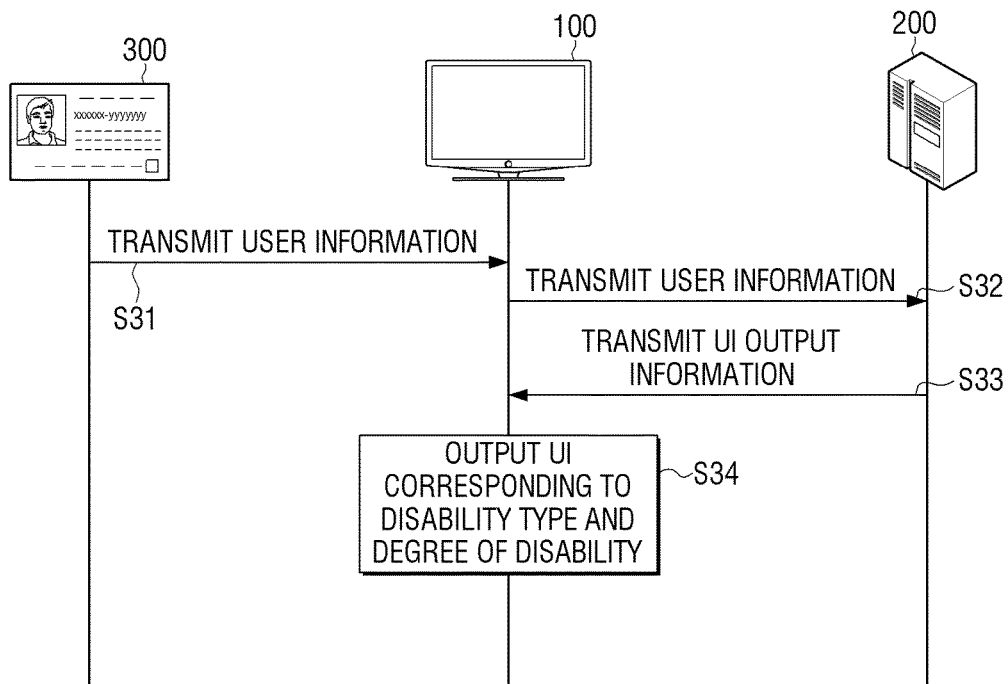 300
100
200
xxxxxx-yyyyyyy
TRANSMIT USER INFORMATION
S31
TRANSMIT USER INFORMATION
S32
TRANSMIT UI OUTPUT
INFORMATION
S33
OUTPUT UI
CORRESPONDING TO
DISABILITY TYPE AND
DEGREE OF DISABILITY
S34